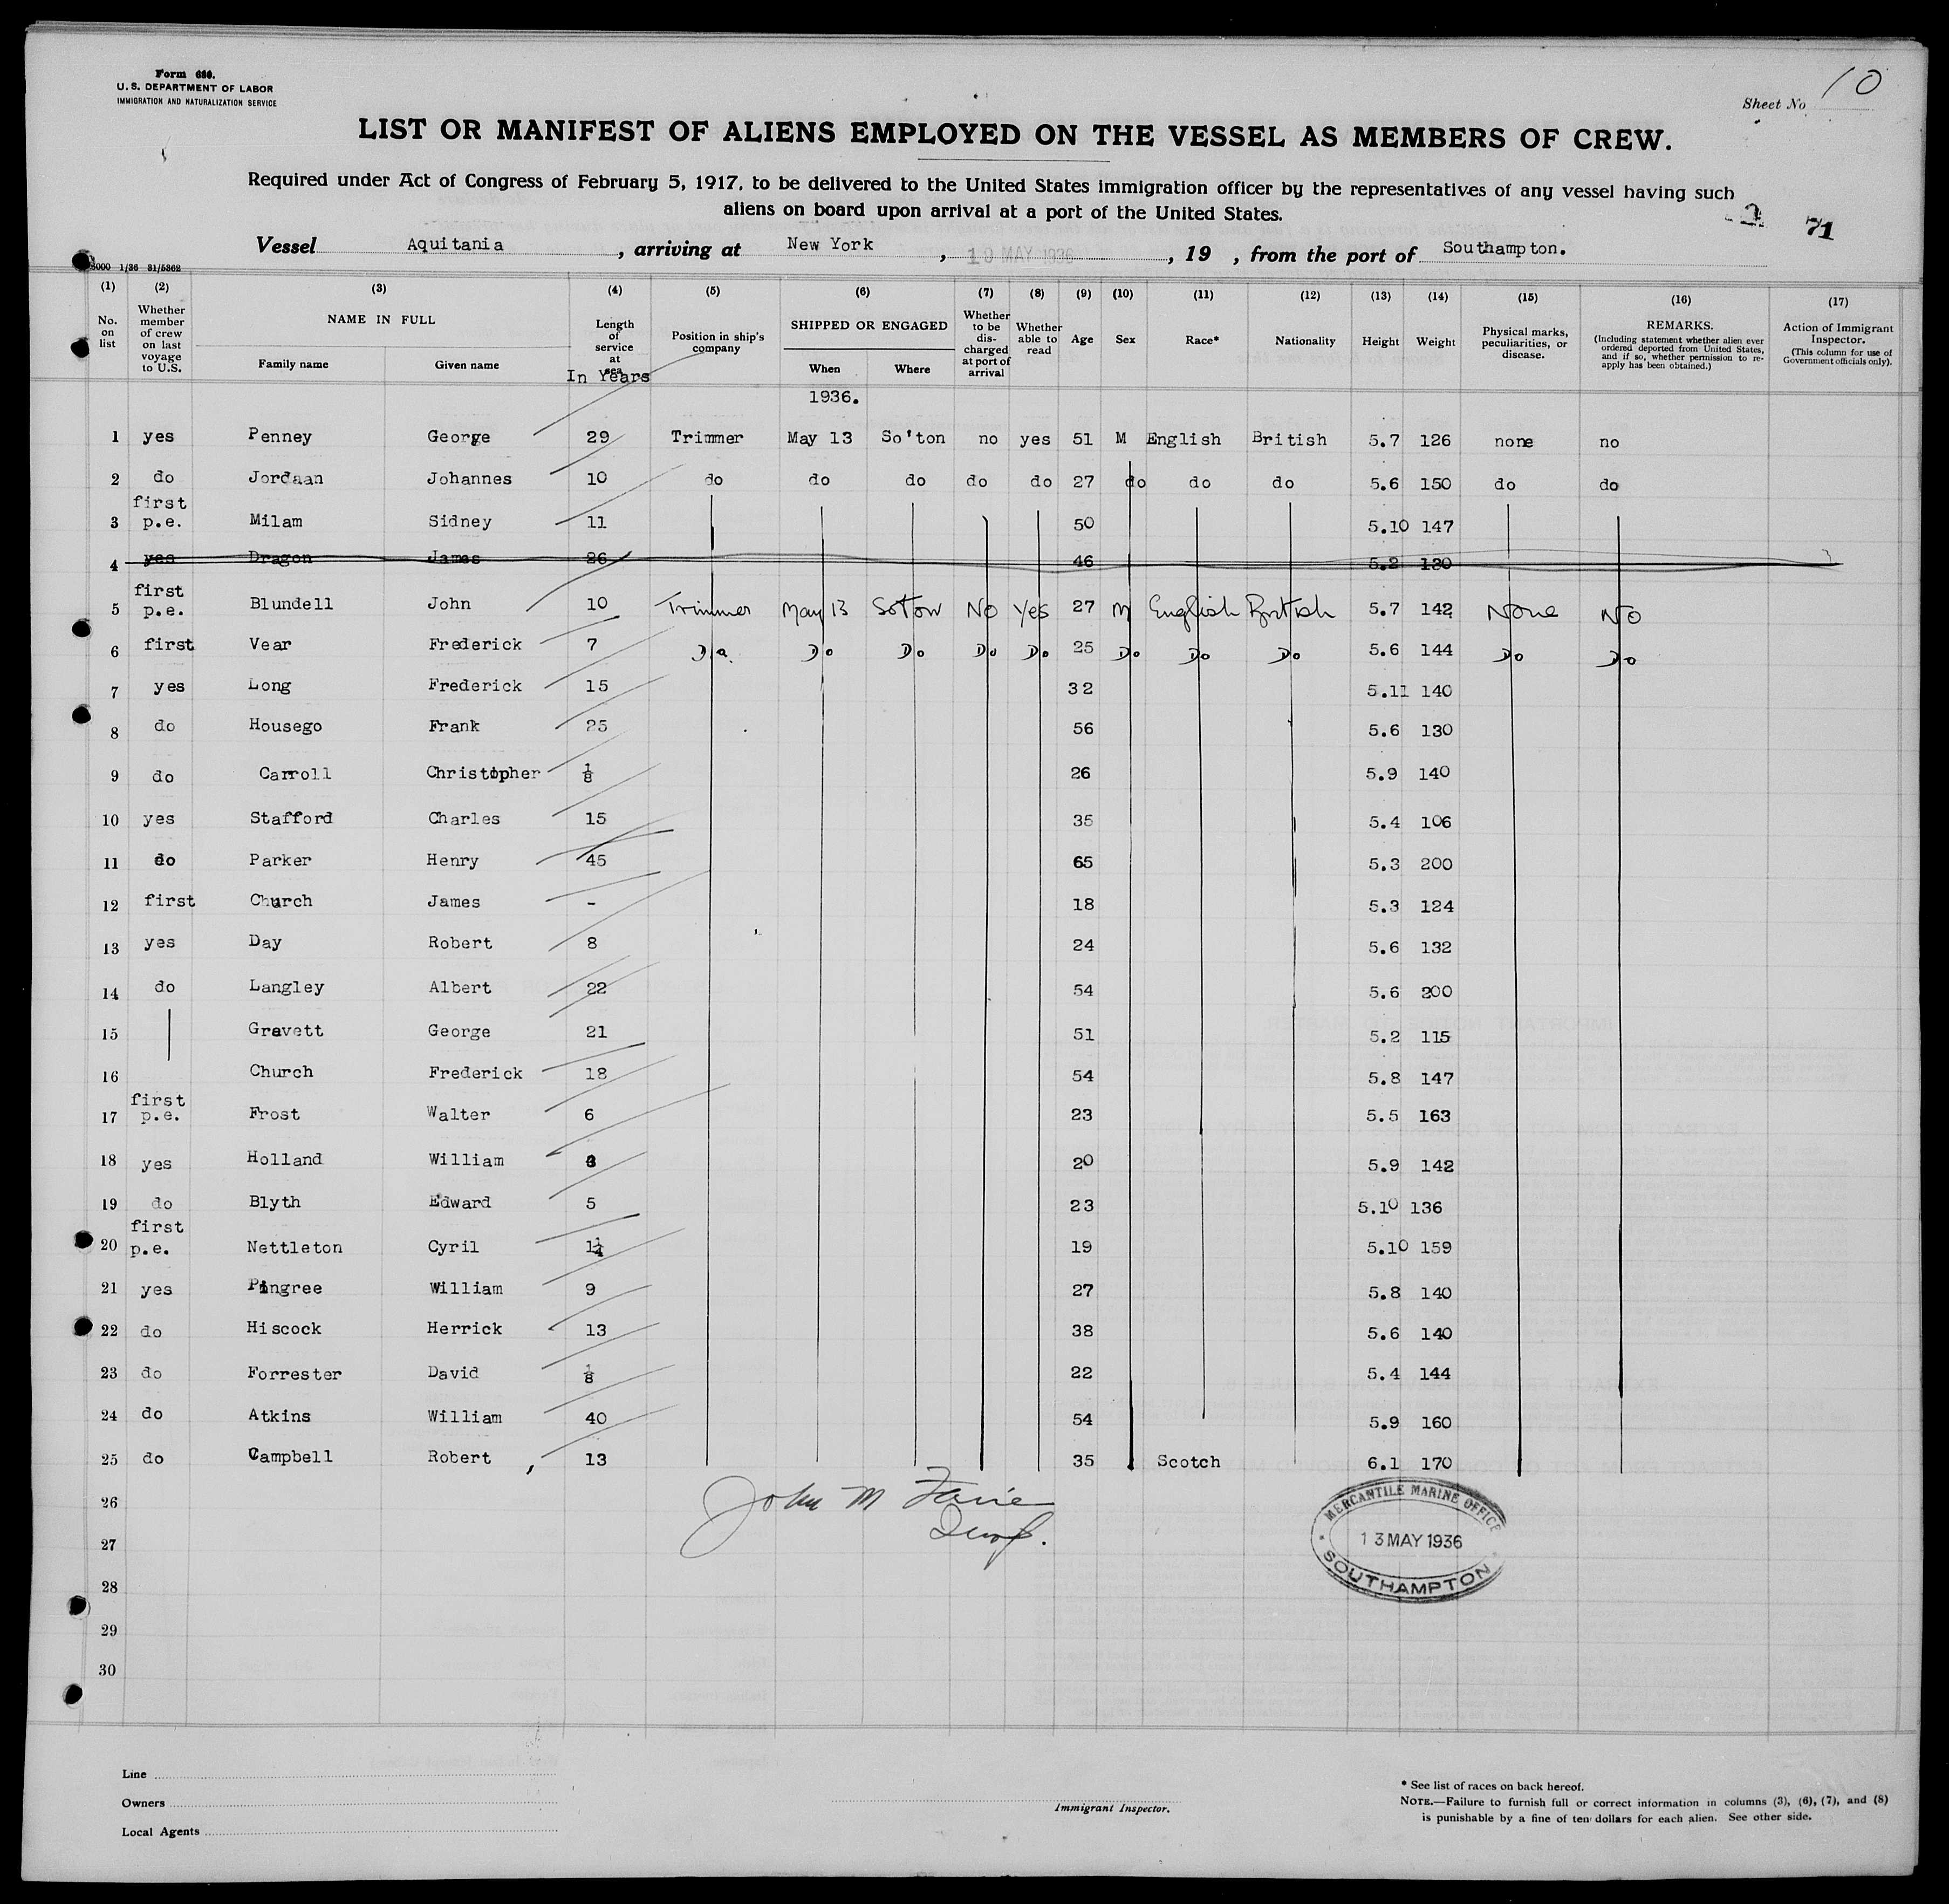 Form 686.
U. S. DEPARTMENT OF LABOR
IMMIGRATION AND NATURALIZATION SERVICE
Sheet No 10
LIST OR MANIFEST OF ALIENS EMPLOYED ON THE VESSEL AS MEMBERS OF CREW.
Required under Act of Congress of February 5, 1917, to be delivered to the United States immigration officer by the representatives of any vessel having such
aliens on board upon arrival at a port of the United States.
71
Vessel Aquitania, arriving at New York, 19 MAY 1936, 19 , from the port of Southampton.
(1) (2) (3) (4) (5) (6) (7) (8) (9) (10) (11) (12) (13) (14) (15) (16) (17)
No. on list
Whether member of crew on last voyage to U.S.
NAME IN FULL
Family name Given name
Length of service at sea
In Years
Position in ship's company
SHIPPED OR ENGAGED
When Where
Whether to be discharged at port of arrival
Whether able to read
Age
Sex
Race*
Nationality
Height
Weight
Physical marks, peculiarities, or disease.
REMARKS.
(Including statement whether alien ever ordered deported from United States, and if so, whether permission to re-apply has been obtained.)
Action of Immigrant Inspector.
(This column for use of Government officials only).
1936.
1 yes Penney George 29 Trimmer May 13 So'ton no yes 51 M English British 5.7 126 none no
2 do Jordaan Johannes 10 do do do do do 27 do do do 5.6 150 do do
3 first p.e. Milam Sidney 11 50 5.10 147
4 yes Dragon James 26 46 5.2 130
5 first p.e. Blundell John 10 Trimmer May 13 SoTon No Yes 27 M English British 5.7 142 None No
6 first Vear Frederick 7 Do Do Do Do Do 25 Do Do Do 5.6 144 Do Do
7 yes Long Frederick 15 32 5.11 140
8 do Housego Frank 25 56 5.6 130
9 do Carroll Christopher 1/8 26 5.9 140
10 yes Stafford Charles 15 35 5.4 106
11 do Parker Henry 45 65 5.3 200
12 first Church James - 18 5.3 124
13 yes Day Robert 8 24 5.6 132
14 do Langley Albert 22 54 5.6 200
15 Gravett George 21 51 5.2 115
16 Church Frederick 18 54 5.8 147
17 first p.e. Frost Walter 6 23 5.5 163
18 yes Holland William 20 5.9 142
19 do Blyth Edward 5 23 5.10 136
20 first p.e. Nettleton Cyril 1¼ 19 5.10 159
21 yes Pingree William 9 27 5.8 140
22 do Hiscock Herrick 13 38 5.6 140
23 do Forrester David 1/8 22 5.4 144
24 do Atkins William 40 54 5.9 160
25 do Campbell Robert 13 35 Scotch 6.1 170
26
27
28
29
30
John M
MERCANTILE MARINE OFFICE
13 MAY 1936
SOUTHAMPTON
Line
Owners
Local Agents
Immigrant Inspector.
* See list of races on back hereof.
NOTE.—Failure to furnish full or correct information in columns (3), (6), (7), and (8)
is punishable by a fine of ten dollars for each alien. See other side.